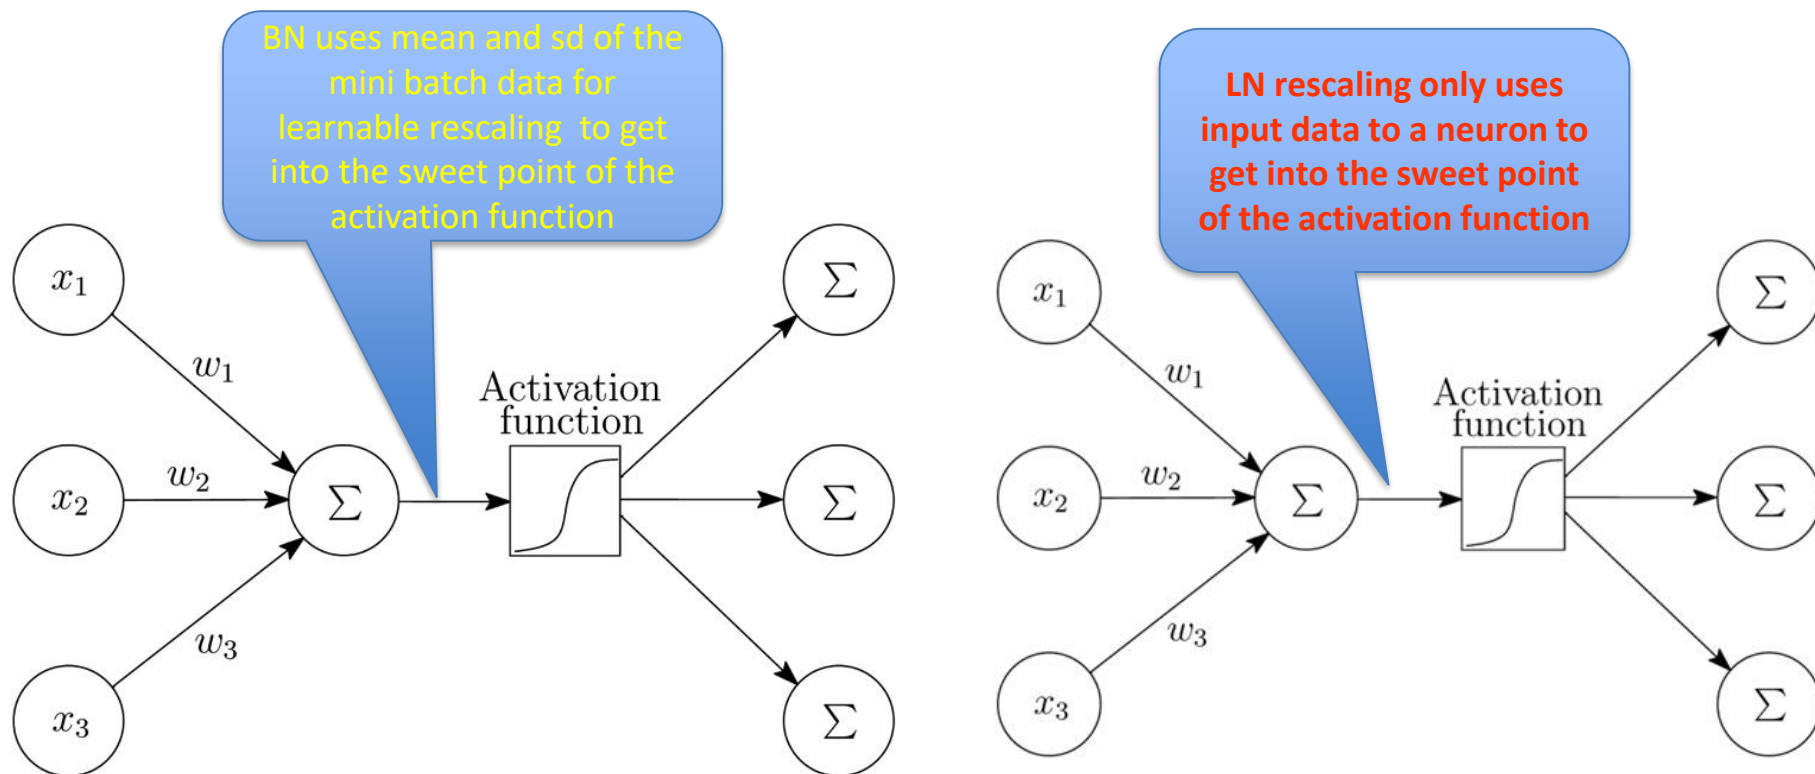 BN uses mean and sd of the
mini batch data for
learnable rescaling to get
into the sweet point of the
activation function
x₁
x₂
x₃
w₁
w₂
w₃
Σ
Activation
function
Σ
Σ
Σ
LN rescaling only uses
input data to a neuron to
get into the sweet point
of the activation function
x₁
x₂
x₃
w₁
w₂
w₃
Σ
Activation
function
Σ
Σ
Σ